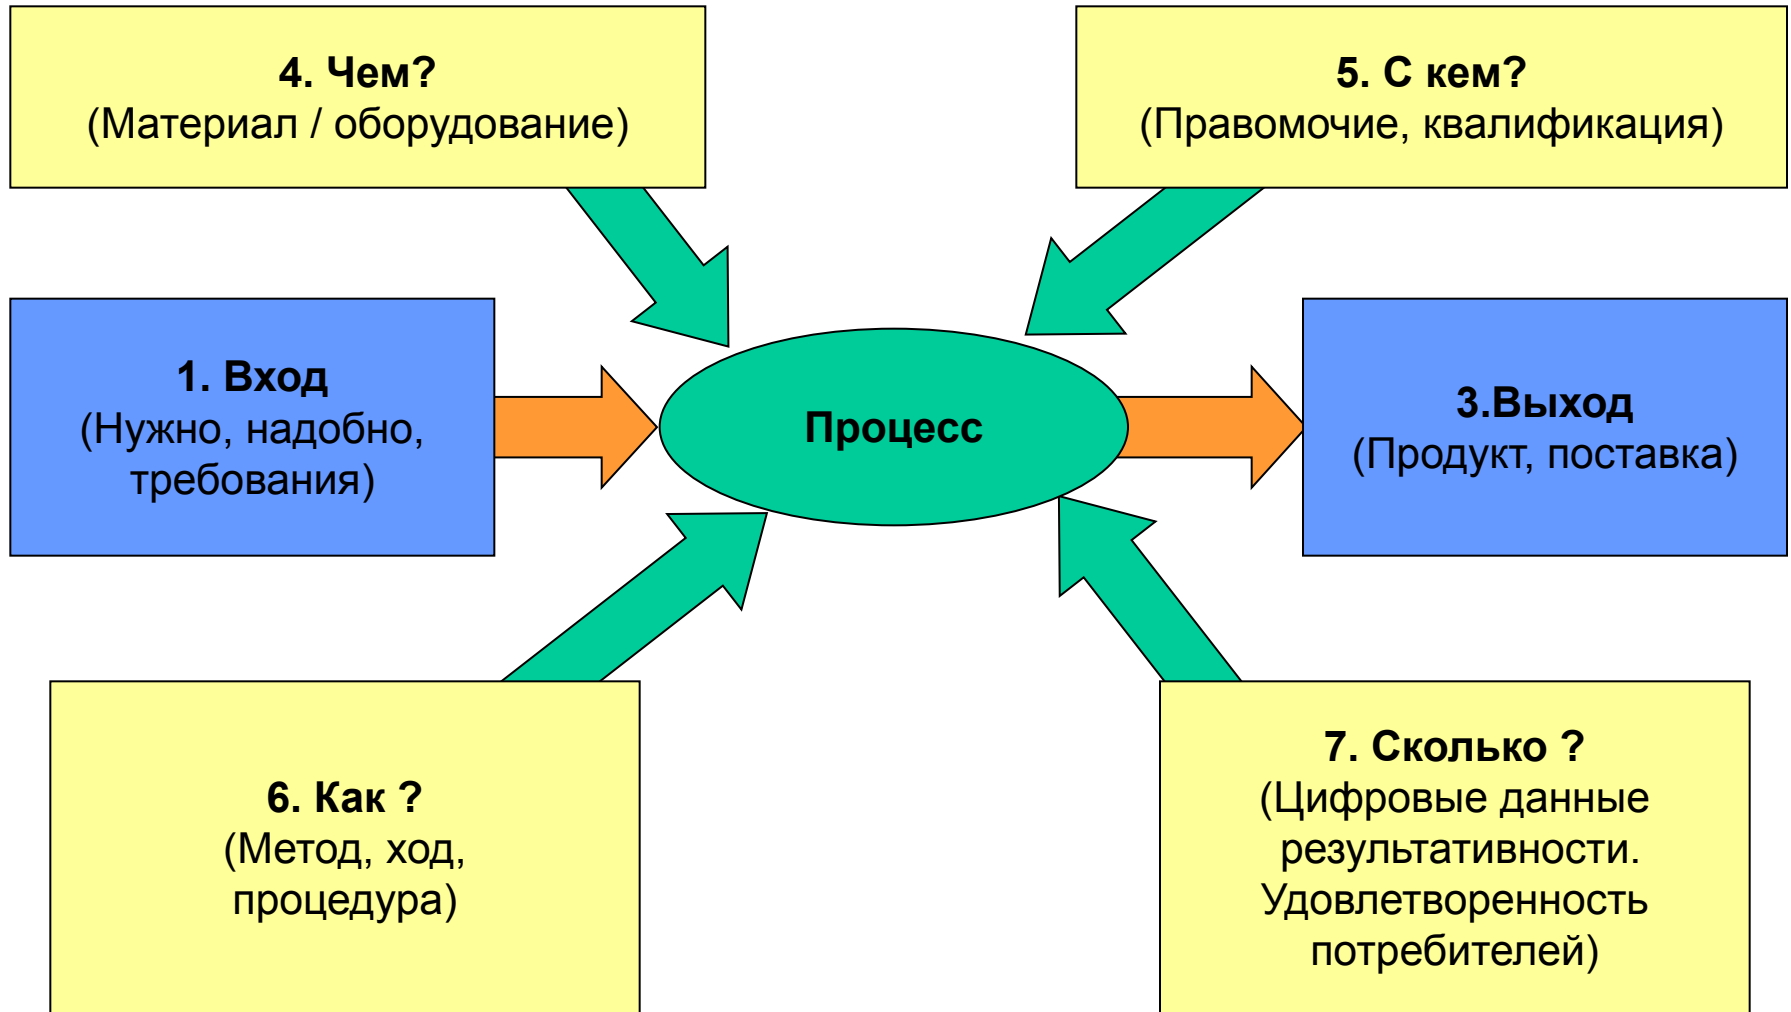 4. Чем?
(Материал / оборудование)
5. С кем?
(Правомочие, квалификация)
1. Вход
(Нужно, надобно,
требования)
Процесс
3.Выход
(Продукт, поставка)
6. Как ?
(Метод, ход,
процедура)
7. Сколько ?
(Цифровые данные
результативности.
Удовлетворенность
потребителей)